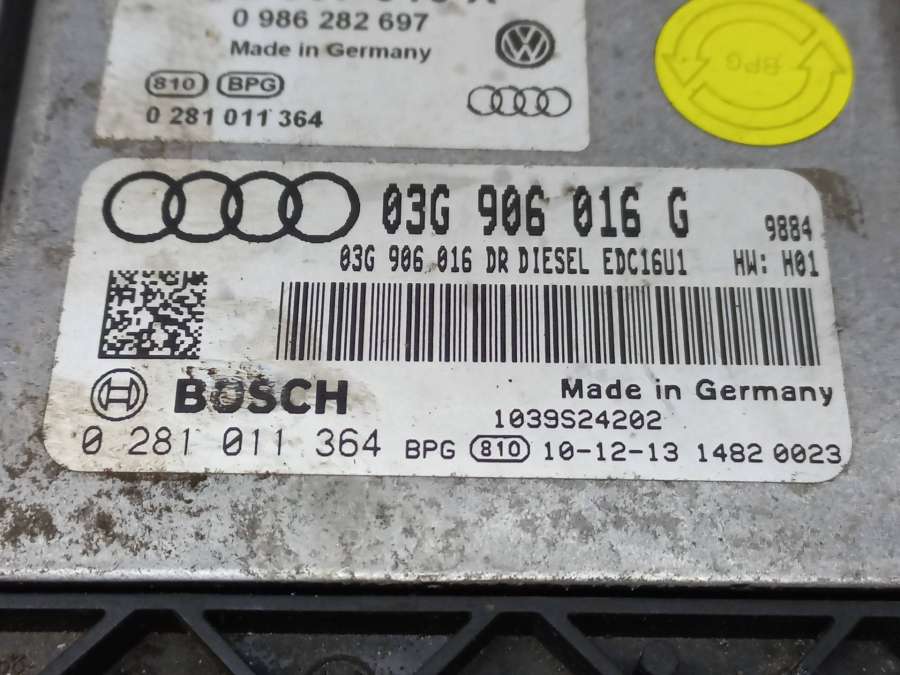 0 986 282 697
Made in Germany
810 BPG
0 281 011 364
BPG
03G 906 016 G
9884
03G 906 016 DR DIESEL EDC16U1 HW: H01
BOSCH
Made in Germany
1039S24202
0 281 011 364 BPG 810 10-12-13 1482 0023